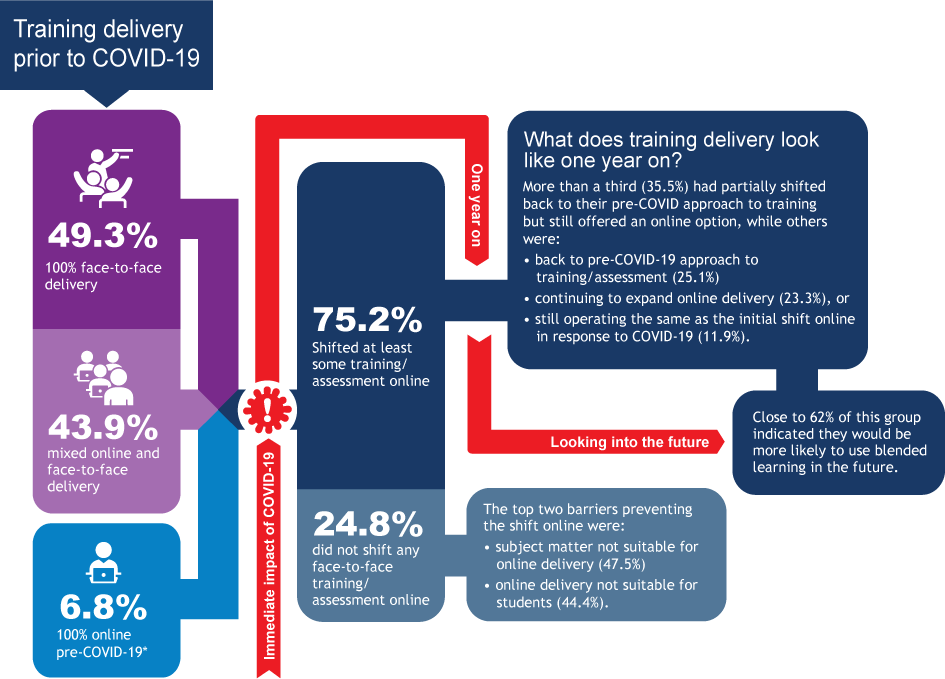 Training delivery
prior to COVID-19
49.3%
100% face-to-face
delivery
43.9%
mixed online and
face-to-face
delivery
6.8%
100% online
pre-COVID-19*
Immediate impact of COVID-19
75.2%
Shifted at least
some training/
assessment online
24.8%
did not shift any
face-to-face
training/
assessment online
One year on
What does training delivery look
like one year on?
More than a third (35.5%) had partially shifted
back to their pre-COVID approach to training
but still offered an online option, while others
were:
• back to pre-COVID-19 approach to
training/assessment (25.1%)
• continuing to expand online delivery (23.3%), or
• still operating the same as the initial shift online
in response to COVID-19 (11.9%).
Looking into the future
Close to 62% of this group
indicated they would be
more likely to use blended
learning in the future.
The top two barriers preventing
the shift online were:
• subject matter not suitable for
online delivery (47.5%)
• online delivery not suitable for
students (44.4%).